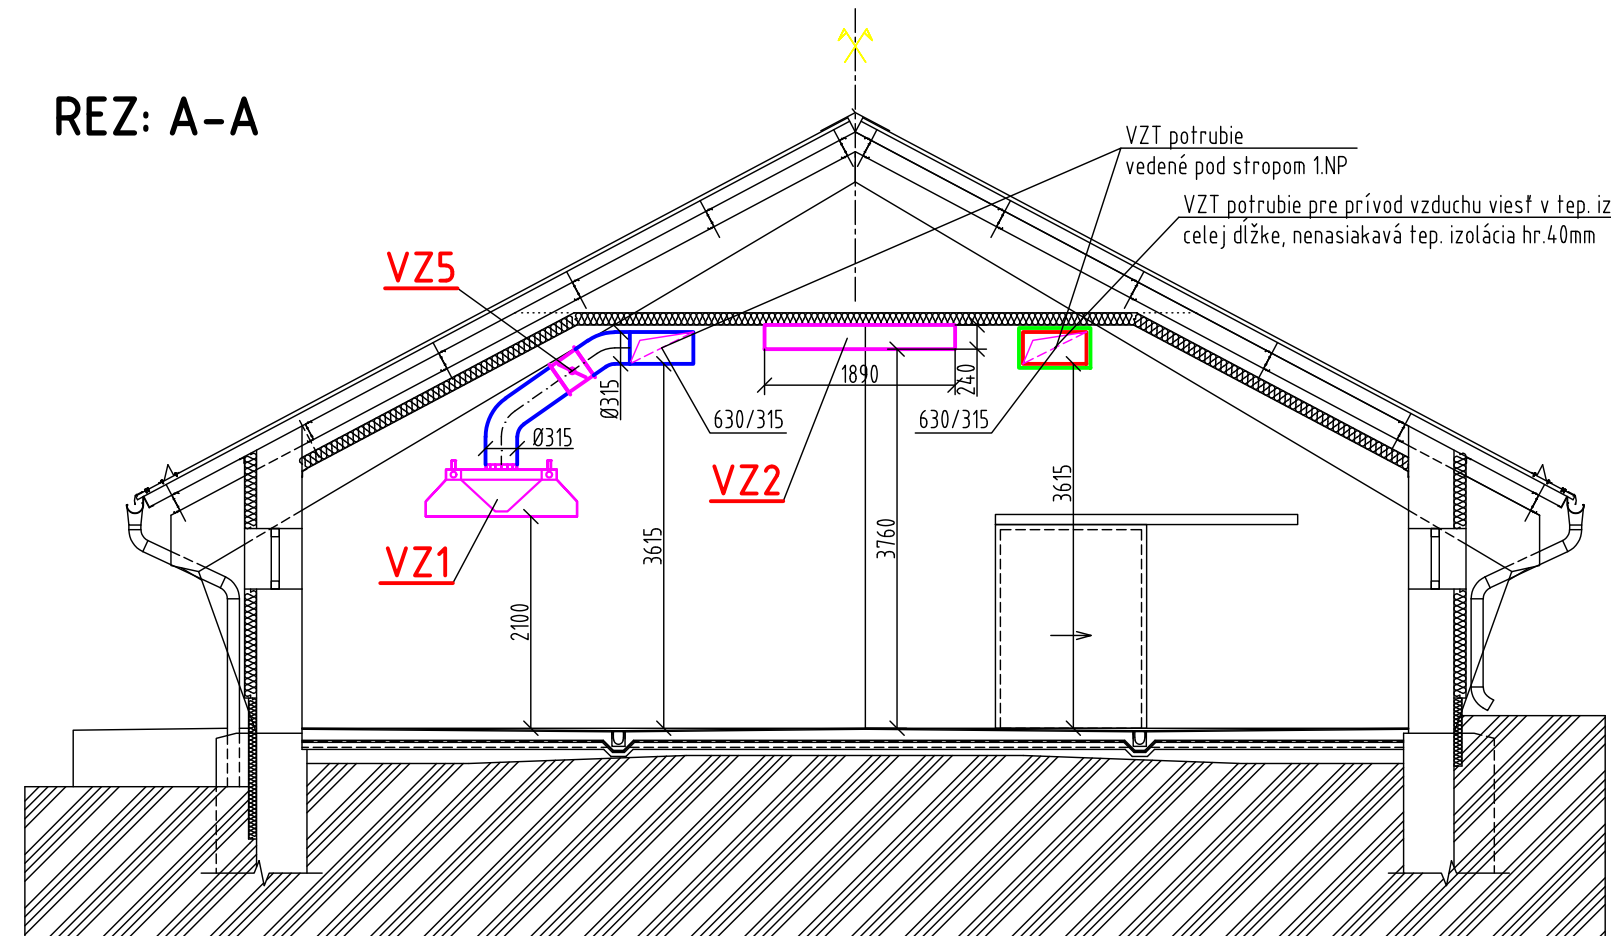 REZ: A-A
VZT potrubie
vedené pod stropom 1.NP
VZT potrubie pre prívod vzduchu viesť v tep. iz
celej dĺžke, nenasiakavá tep. izolácia hr.40mm
VZ5
1890
240
Ø315
630/315
630/315
Ø315
VZ2
3615
3615
3760
VZ1
2100